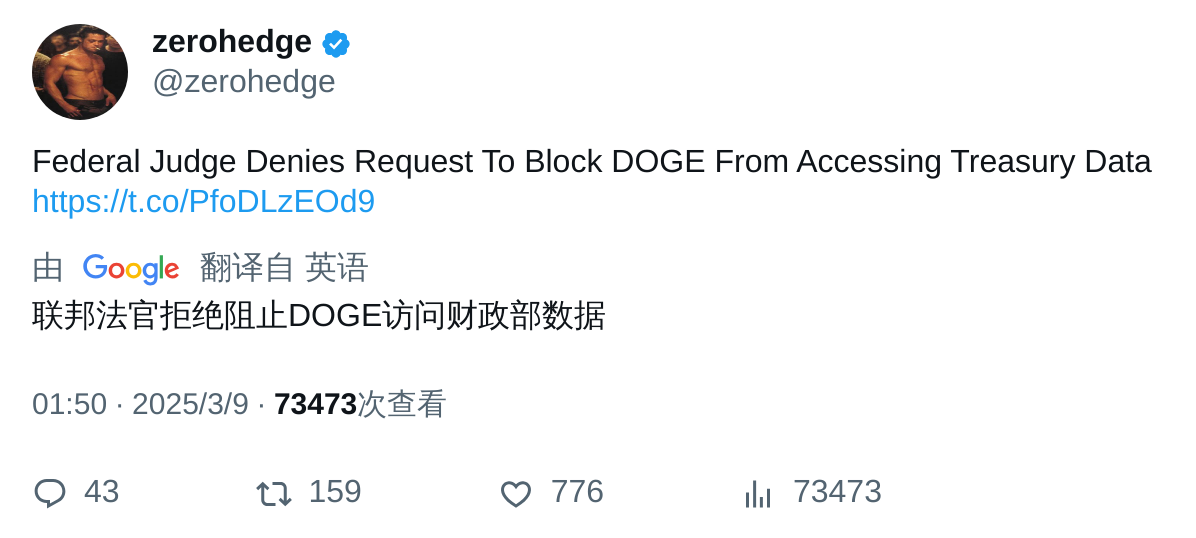 zerohedge
@zerohedge
Federal Judge Denies Request To Block DOGE From Accessing Treasury Data
https://t.co/PfoDLzEOd9
由 Google 翻译自 英语
联邦法官拒绝阻止DOGE访问财政部数据
01:50 · 2025/3/9 · 73473次查看
43 159 776 73473